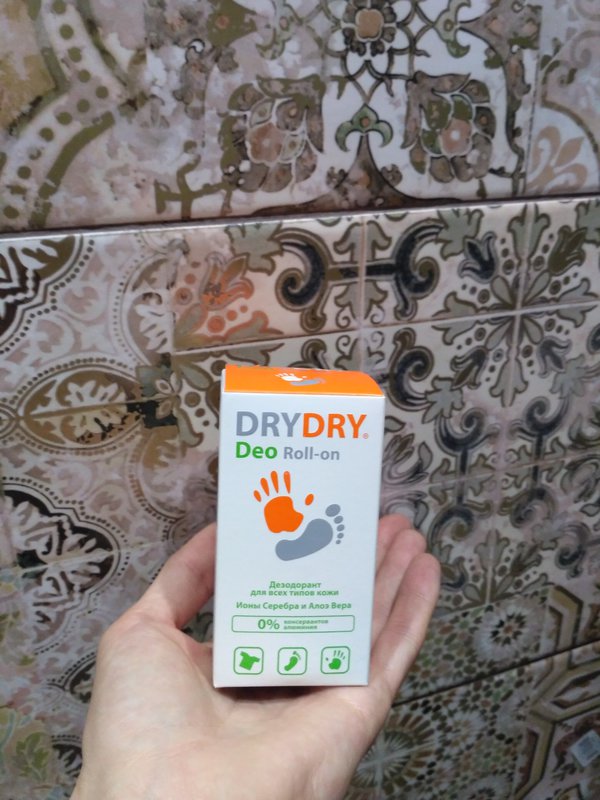 DRYDRY®
Deo Roll-on
Дезодорант
для всех типов кожи
Ионы Серебра и Алоэ Вера
0% консервантов
алюминия